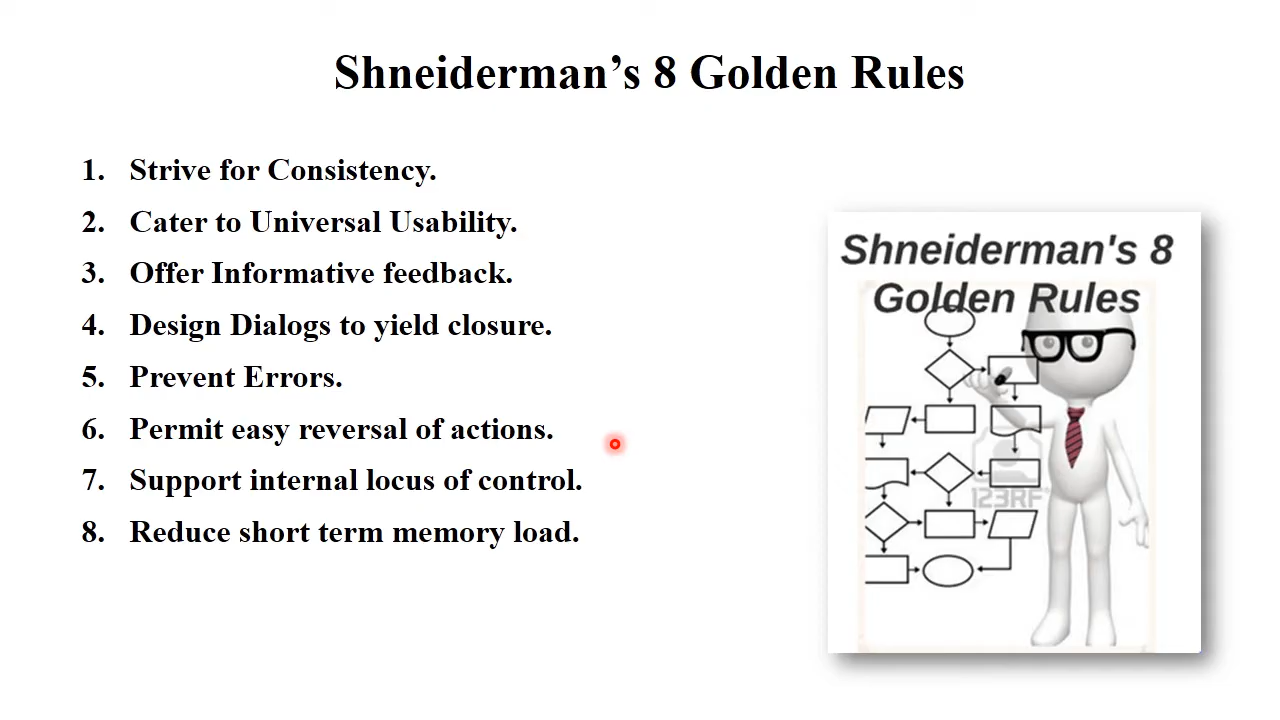 Shneiderman’s 8 Golden Rules
1. Strive for Consistency.
2. Cater to Universal Usability.
3. Offer Informative feedback.
4. Design Dialogs to yield closure.
5. Prevent Errors.
6. Permit easy reversal of actions.
7. Support internal locus of control.
8. Reduce short term memory load.
Shneiderman's 8
Golden Rules
123RF